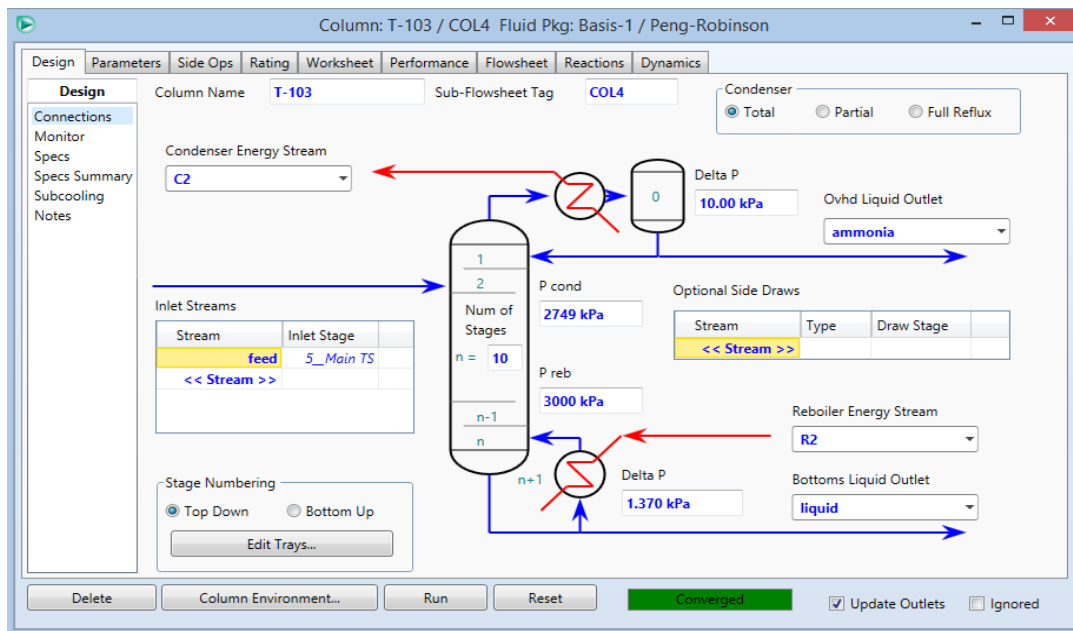 Column: T-103 / COL4 Fluid Pkg: Basis-1 / Peng-Robinson
Design Parameters Side Ops Rating Worksheet Performance Flowsheet Reactions Dynamics
Design
Connections
Monitor
Specs
Specs Summary
Subcooling
Notes
Column Name T-103 Sub-Flowsheet Tag COL4
Condenser
Total Partial Full Reflux
Condenser Energy Stream
C2
0
Delta P
10.00 kPa
Ovhd Liquid Outlet
ammonia
1
2
Num of
Stages
n = 10
n-1
n
n+1
P cond
2749 kPa
P reb
3000 kPa
Delta P
1.370 kPa
Inlet Streams
Stream Inlet Stage
feed 5__Main TS
<< Stream >>
Optional Side Draws
Stream Type Draw Stage
<< Stream >>
Reboiler Energy Stream
R2
Bottoms Liquid Outlet
liquid
Stage Numbering
Top Down Bottom Up
Edit Trays...
Delete Column Environment... Run Reset Converged Update Outlets Ignored